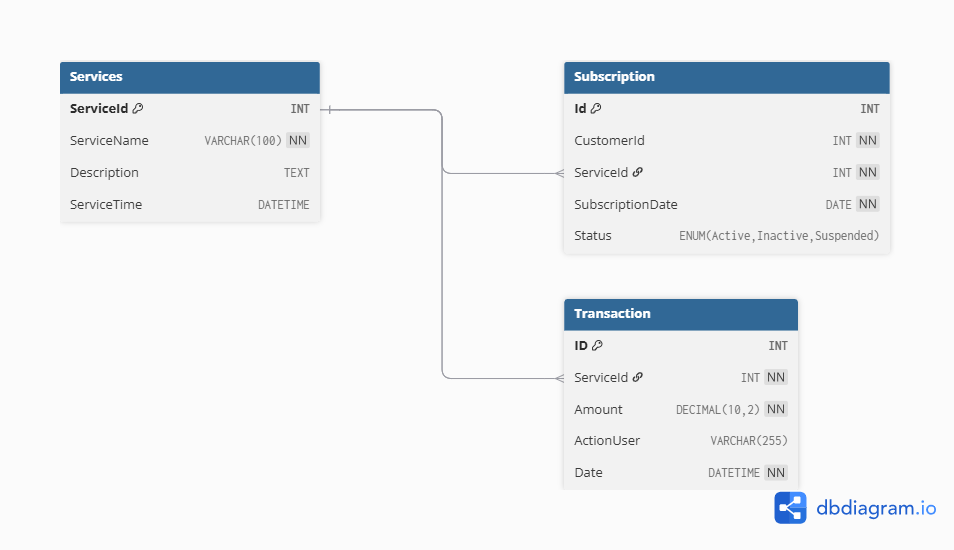 Services
ServiceId INT
ServiceName VARCHAR(100) NN
Description TEXT
ServiceTime DATETIME
Subscription
Id INT
CustomerId INT NN
ServiceId INT NN
SubscriptionDate DATE NN
Status ENUM(Active,Inactive,Suspended)
Transaction
ID INT
ServiceId INT NN
Amount DECIMAL(10,2) NN
ActionUser VARCHAR(255)
Date DATETIME NN
dbdiagram.io